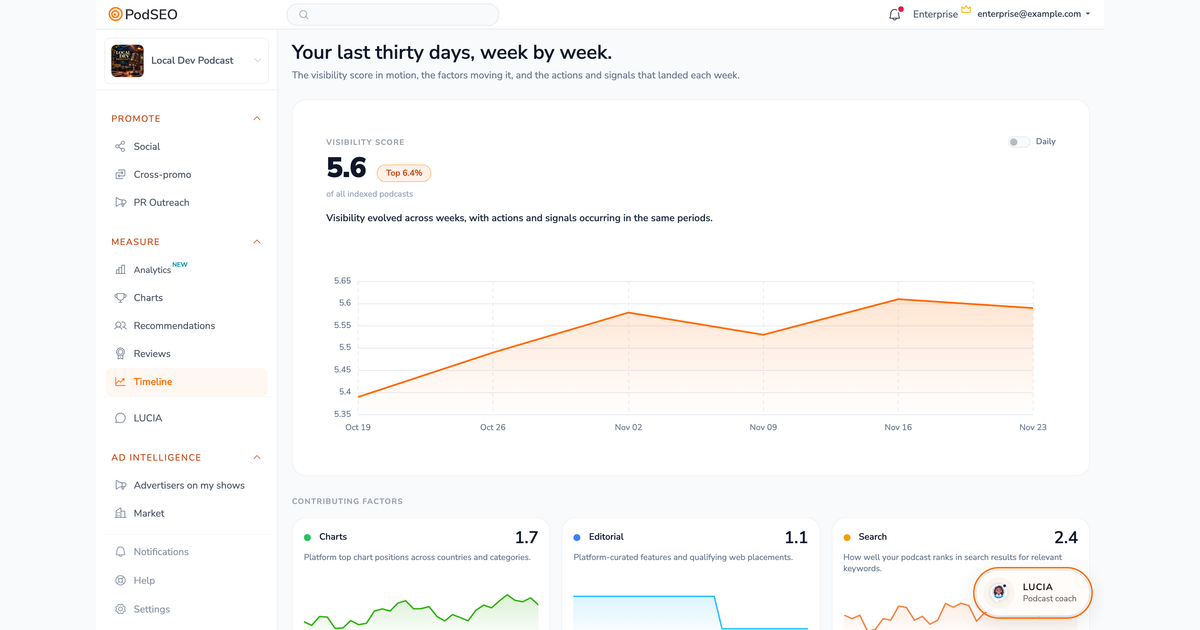 PodSEO
Enterprise
enterprise@example.com
Local Dev Podcast
PROMOTE
Social
Cross-promo
PR Outreach
MEASURE
Analytics NEW
Charts
Recommendations
Reviews
Timeline
LUCIA
AD INTELLIGENCE
Advertisers on my shows
Market
Notifications
Help
Settings
Your last thirty days, week by week.
The visibility score in motion, the factors moving it, and the actions and signals that landed each week.
VISIBILITY SCORE
Daily
5.6
Top 6.4%
of all indexed podcasts
Visibility evolved across weeks, with actions and signals occurring in the same periods.
5.65
5.6
5.55
5.5
5.45
5.4
5.35
Oct 19
Oct 26
Nov 02
Nov 09
Nov 16
Nov 23
CONTRIBUTING FACTORS
Charts
1.7
Platform top chart positions across countries and categories.
Editorial
1.1
Platform-curated features and qualifying web placements.
Search
2.4
How well your podcast ranks in search results for relevant
keywords.
LUCIA
Podcast coach